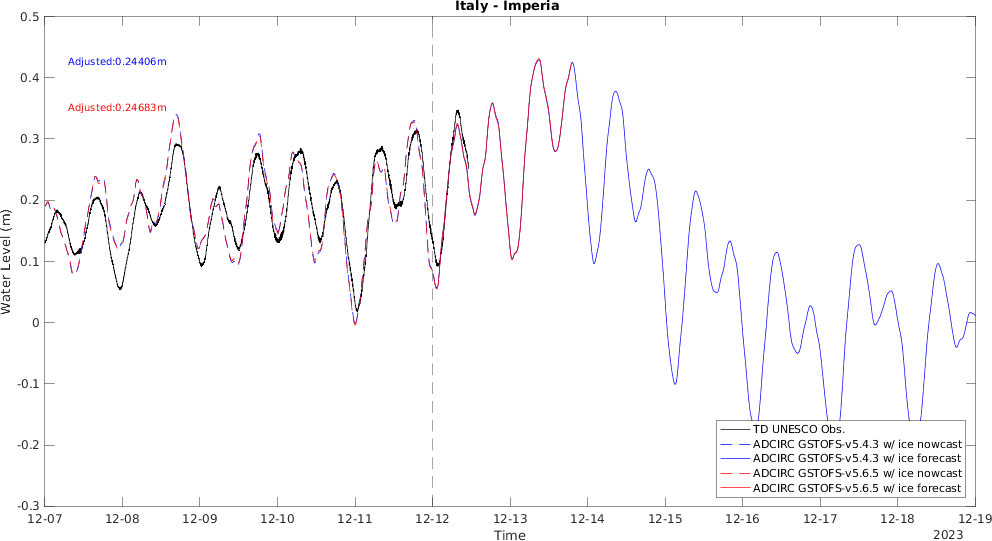 Italy - Imperia
Adjusted:0.24406m
Adjusted:0.24683m
Water Level (m)
0.5
0.4
0.3
0.2
0.1
0
-0.1
-0.2
-0.3
TD UNESCO Obs.
ADCIRC GSTOFS-v5.4.3 w/ ice nowcast
ADCIRC GSTOFS-v5.4.3 w/ ice forecast
ADCIRC GSTOFS-v5.6.5 w/ ice nowcast
ADCIRC GSTOFS-v5.6.5 w/ ice forecast
12-07 12-08 12-09 12-10 12-11 12-12 12-13 12-14 12-15 12-16 12-17 12-18 12-19
Time
2023